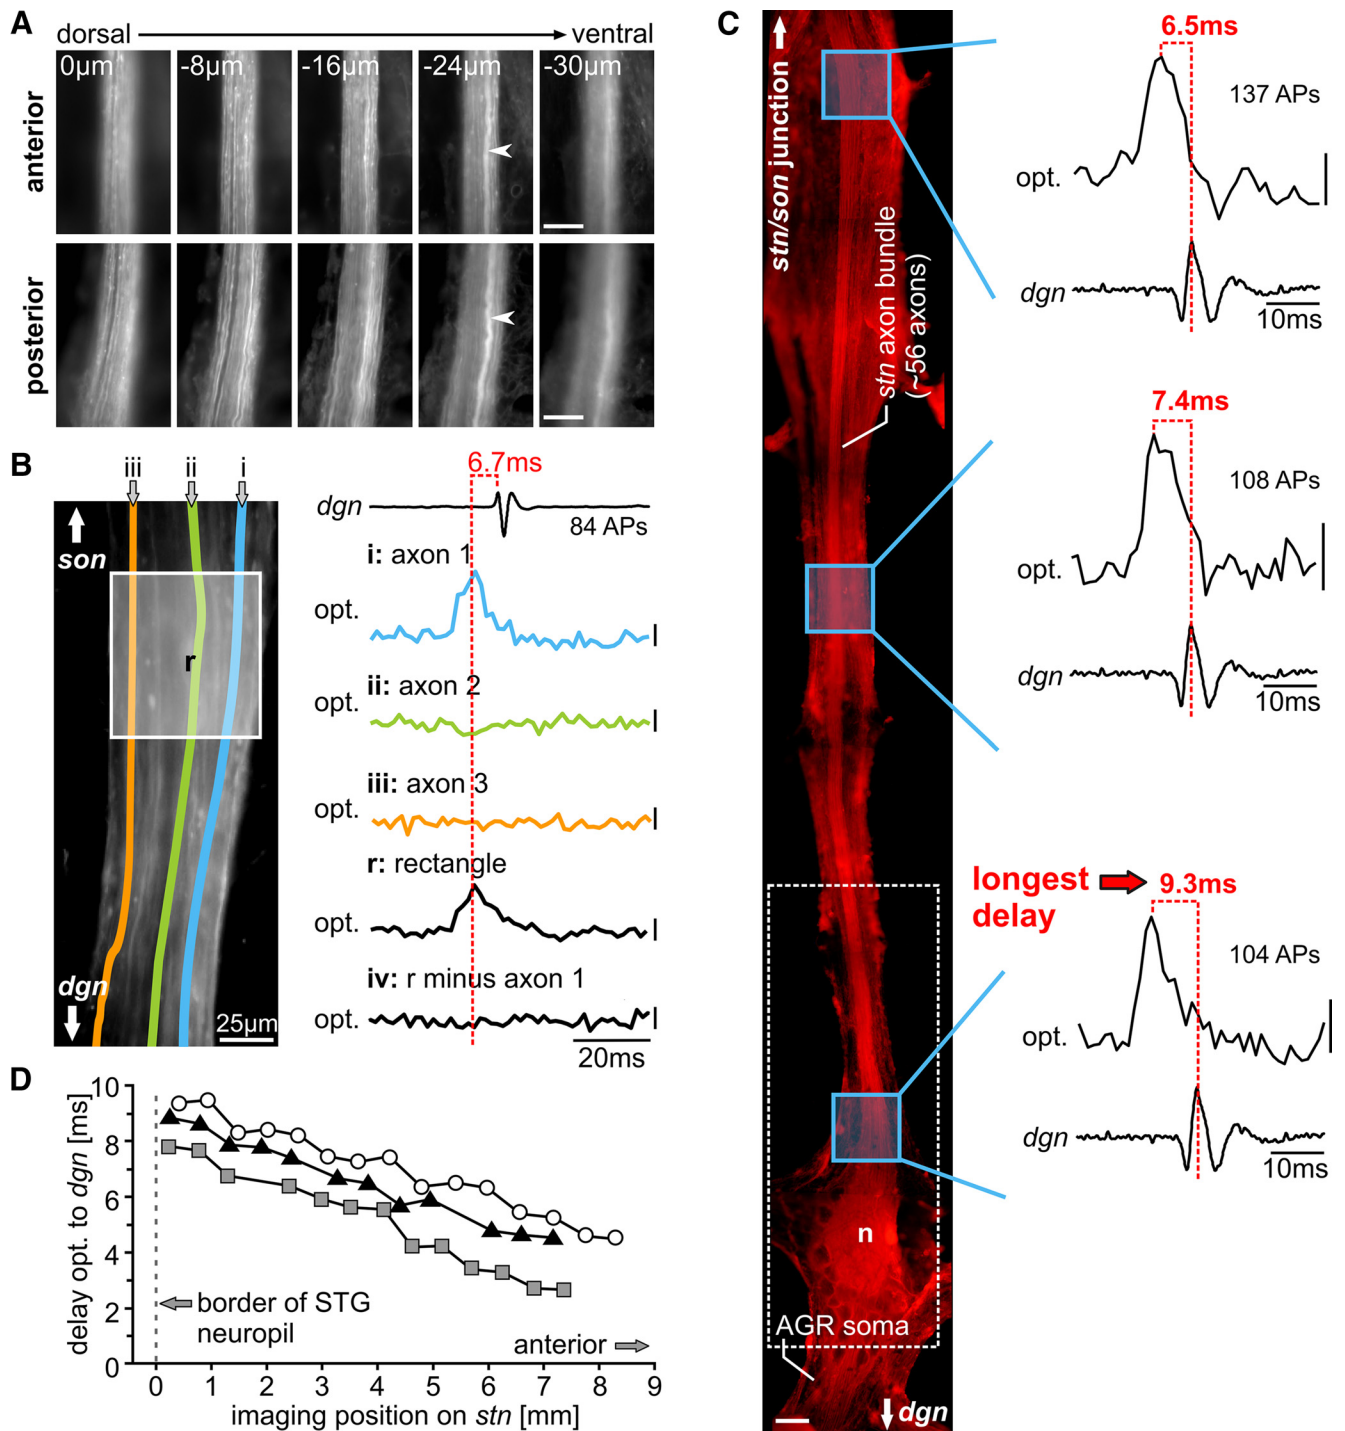 A
dorsal
ventral
0µm
-8µm
-16µm
-24µm
-30µm
anterior
posterior
B
iii
ii
i
son
r
dgn
25µm
6.7ms
dgn
84 APs
i: axon 1
opt.
ii: axon 2
opt.
iii: axon 3
opt.
r: rectangle
opt.
iv: r minus axon 1
opt.
20ms
C
stn/son junction
stn axon bundle
(~56 axons)
n
AGR soma
dgn
6.5ms
137 APs
opt.
dgn
10ms
7.4ms
108 APs
opt.
dgn
10ms
longest
delay
9.3ms
104 APs
opt.
dgn
10ms
D
delay opt. to dgn [ms]
10
8
6
4
2
0
border of STG
neuropil
anterior
0 1 2 3 4 5 6 7 8 9
imaging position on stn [mm]